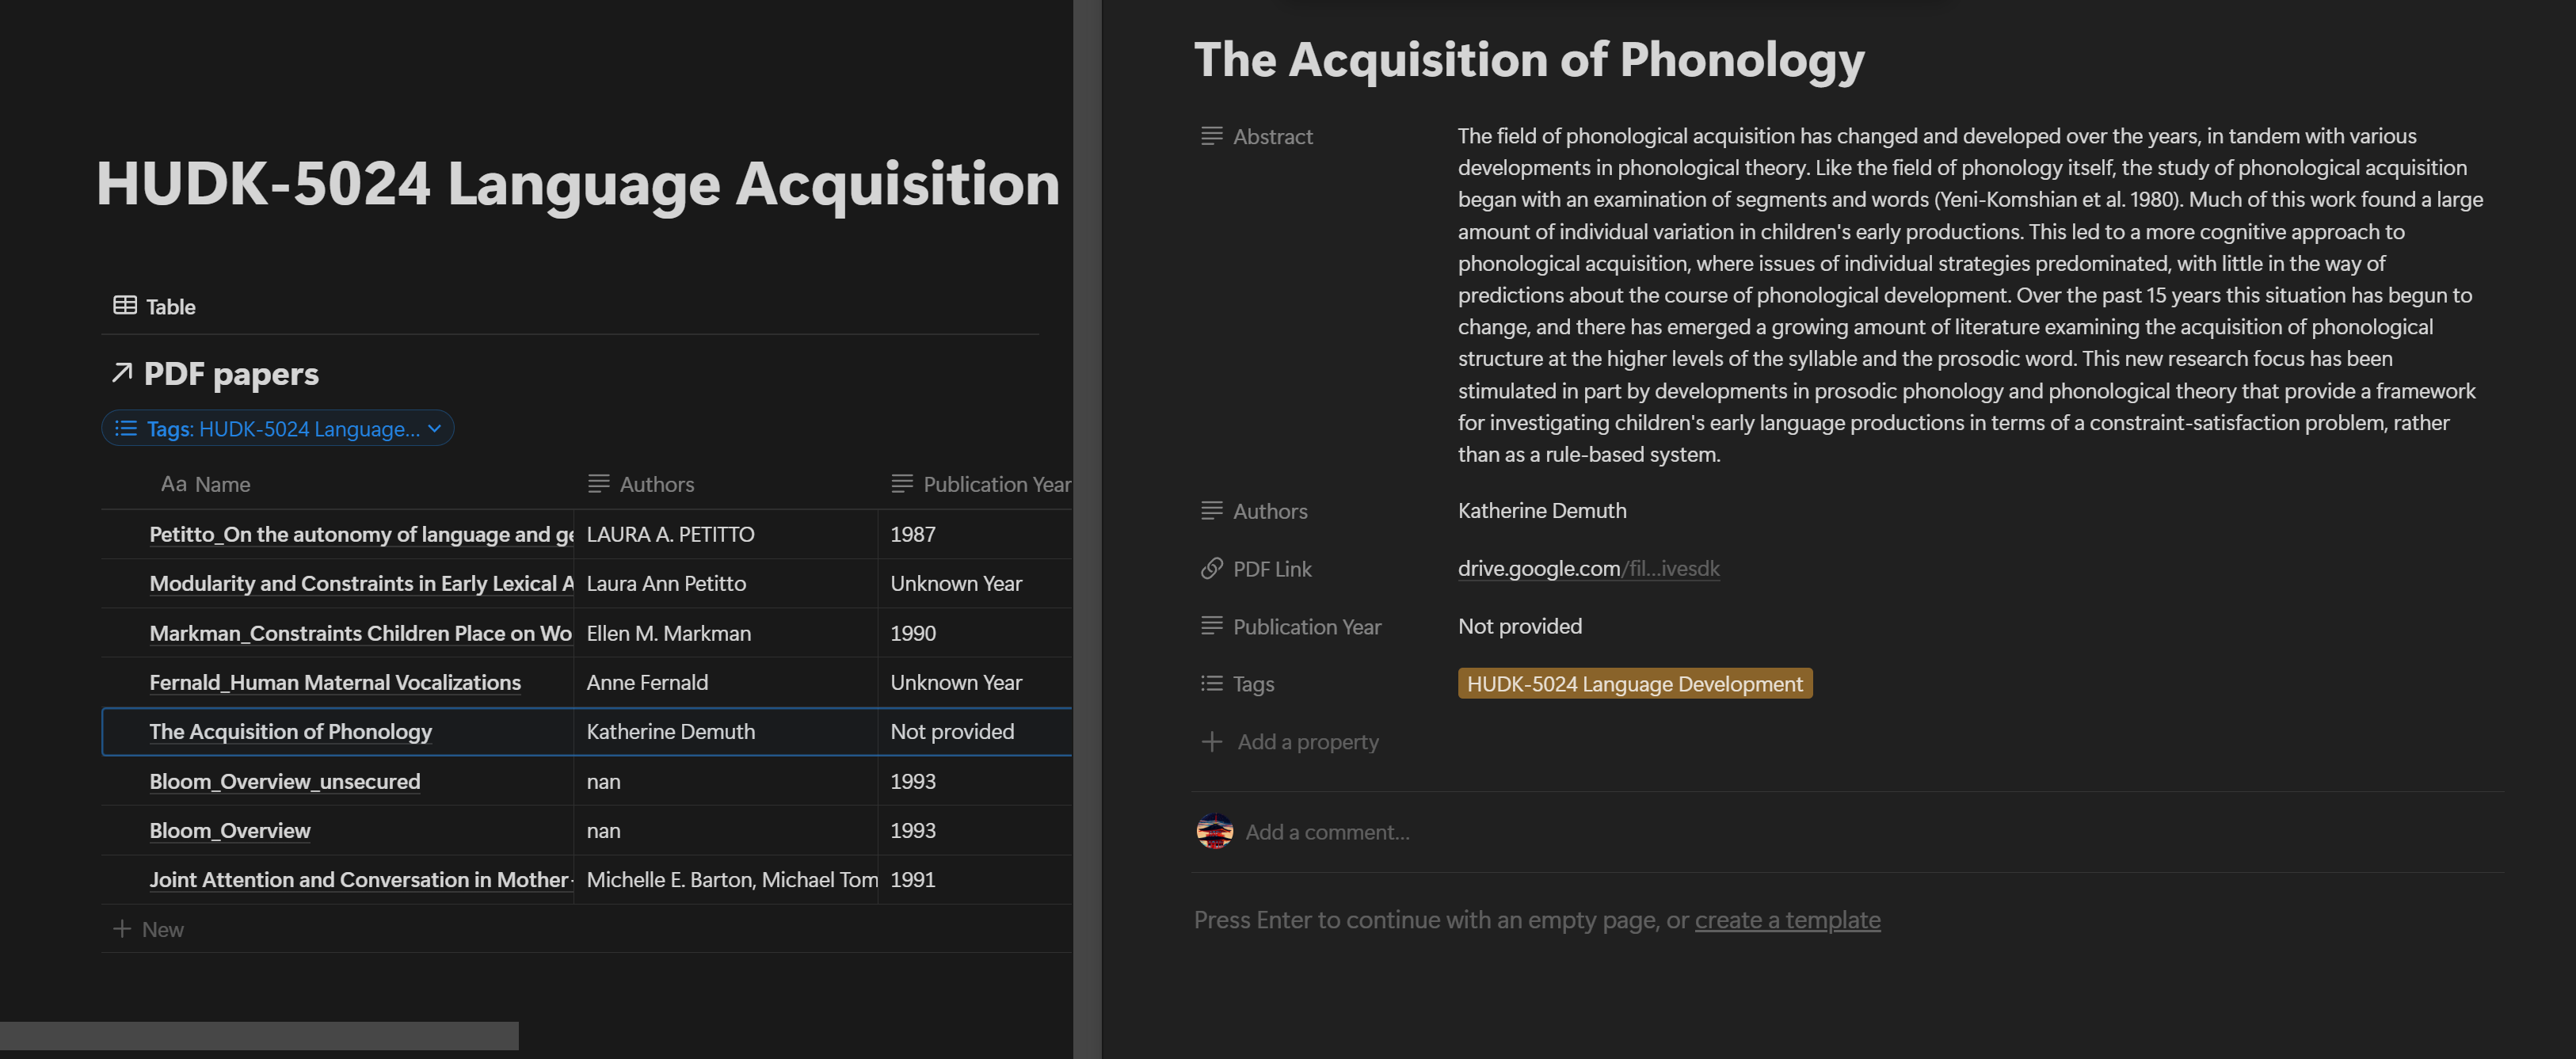 HUDK-5024 Language Acquisition
Table
PDF papers
Tags: HUDK-5024 Language...
Aa Name Authors Publication Year
Petitto_On the autonomy of language and ge LAURA A. PETITTO 1987
Modularity and Constraints in Early Lexical A Laura Ann Petitto Unknown Year
Markman_Constraints Children Place on Wo Ellen M. Markman 1990
Fernald_Human Maternal Vocalizations Anne Fernald Unknown Year
The Acquisition of Phonology Katherine Demuth Not provided
Bloom_Overview_unsecured nan 1993
Bloom_Overview nan 1993
Joint Attention and Conversation in Mother- Michelle E. Barton, Michael Tom 1991
New
The Acquisition of Phonology
Abstract
The field of phonological acquisition has changed and developed over the years, in tandem with various
developments in phonological theory. Like the field of phonology itself, the study of phonological acquisition
began with an examination of segments and words (Yeni-Komshian et al. 1980). Much of this work found a large
amount of individual variation in children's early productions. This led to a more cognitive approach to
phonological acquisition, where issues of individual strategies predominated, with little in the way of
predictions about the course of phonological development. Over the past 15 years this situation has begun to
change, and there has emerged a growing amount of literature examining the acquisition of phonological
structure at the higher levels of the syllable and the prosodic word. This new research focus has been
stimulated in part by developments in prosodic phonology and phonological theory that provide a framework
for investigating children's early language productions in terms of a constraint-satisfaction problem, rather
than as a rule-based system.
Authors Katherine Demuth
PDF Link drive.google.com/fil...ivesdk
Publication Year Not provided
Tags HUDK-5024 Language Development
Add a property
Add a comment...
Press Enter to continue with an empty page, or create a template